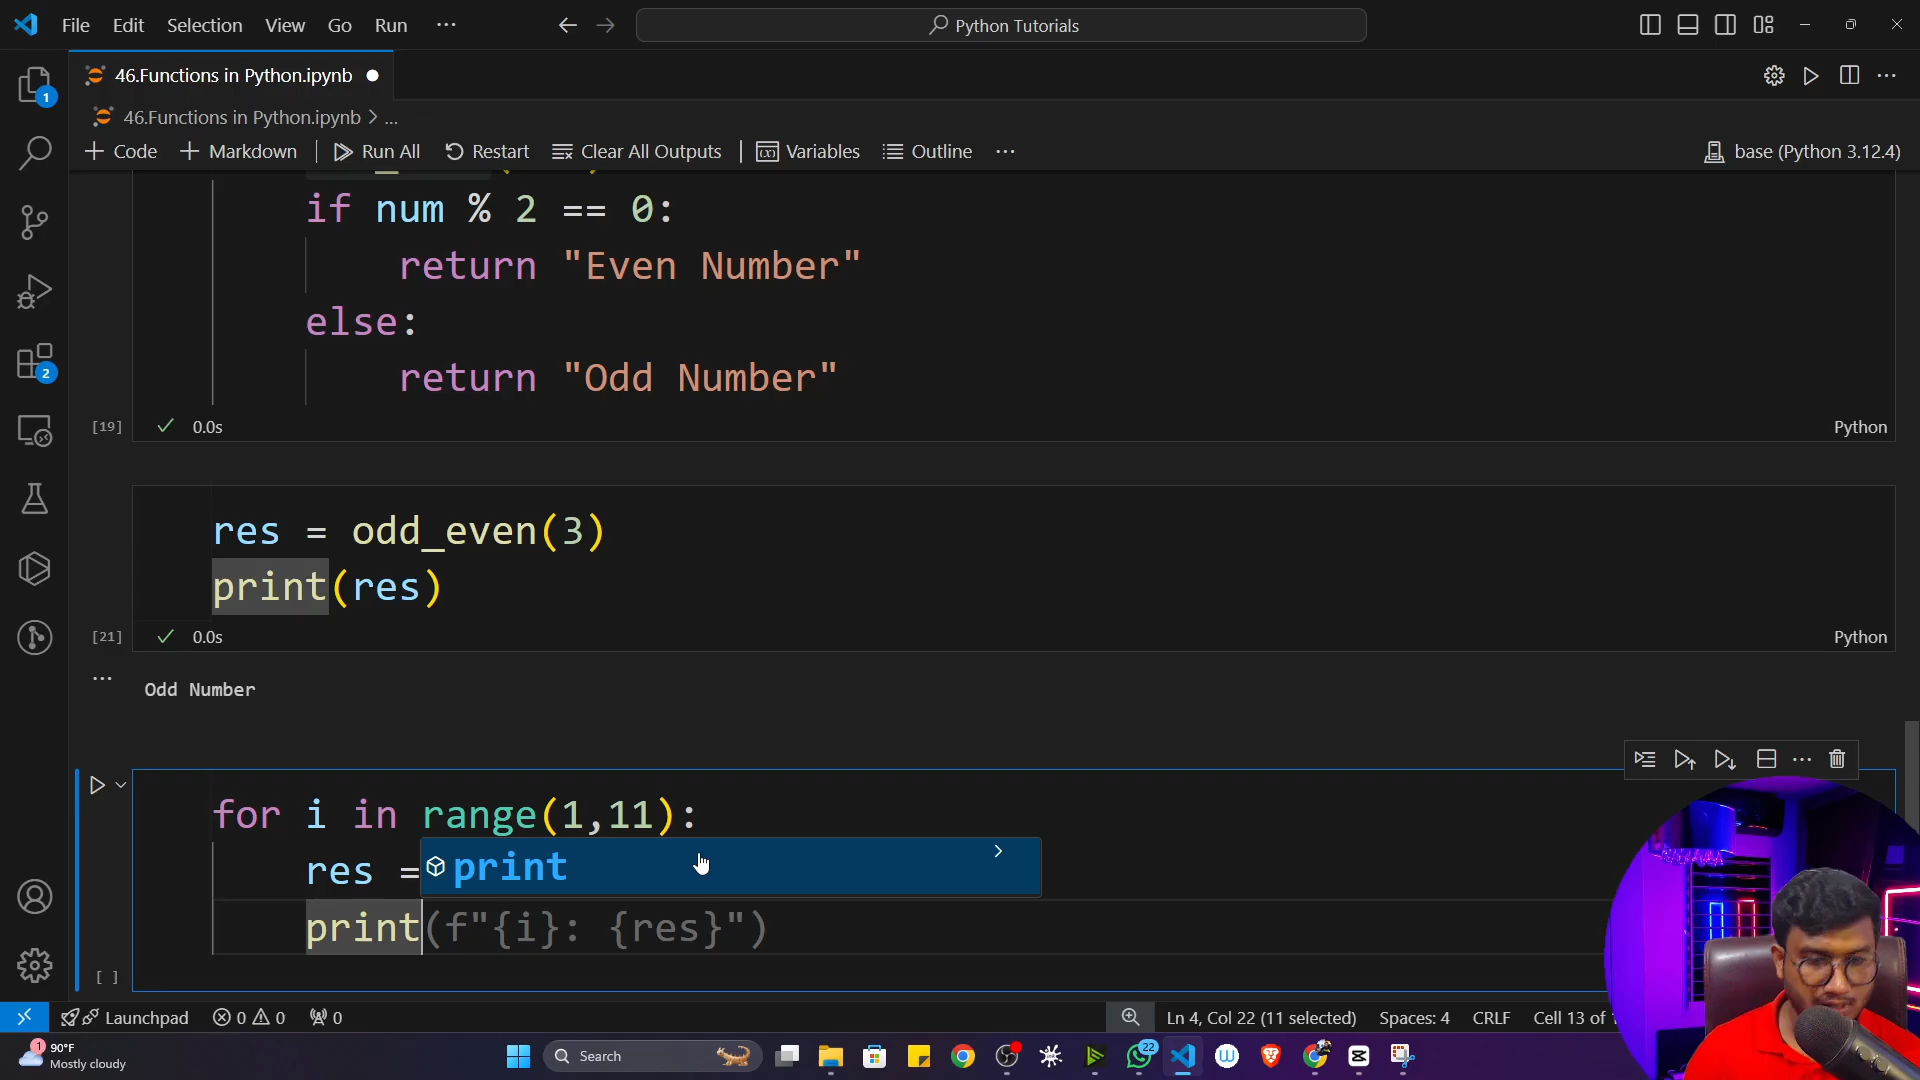 File Edit Selection View Go Run ···
Python Tutorials
46.Functions in Python.ipynb
46.Functions in Python.ipynb > ...
Code Markdown Run All Restart Clear All Outputs Variables Outline ··· base (Python 3.12.4)
if num % 2 == 0:
return "Even Number"
else:
return "Odd Number"
[19] 0.0s Python
res = odd_even(3)
print(res)
[21] 0.0s Python
Odd Number
for i in range(1,11):
res =
print
print(f"{i}: {res}")
[ ]
1
2
Launchpad 0 0 0 Ln 4, Col 22 (11 selected) Spaces: 4 CRLF Cell 13 of
1 90°F
Mostly cloudy
Search
22